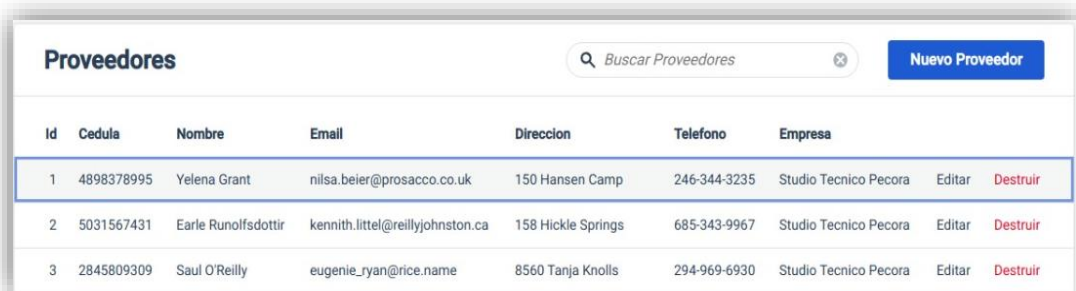 Proveedores Buscar Proveedores Nuevo Proveedor
Id Cedula Nombre Email Direccion Telefono Empresa
1 4898378995 Yelena Grant nilsa.beier@prosacco.co.uk 150 Hansen Camp 246-344-3235 Studio Tecnico Pecora Editar Destruir
2 5031567431 Earle Runolfsdottir kennith.littel@reillyjohnston.ca 158 Hickle Springs 685-343-9967 Studio Tecnico Pecora Editar Destruir
3 2845809309 Saul O'Reilly eugenie_ryan@rice.name 8560 Tanja Knolls 294-969-6930 Studio Tecnico Pecora Editar Destruir